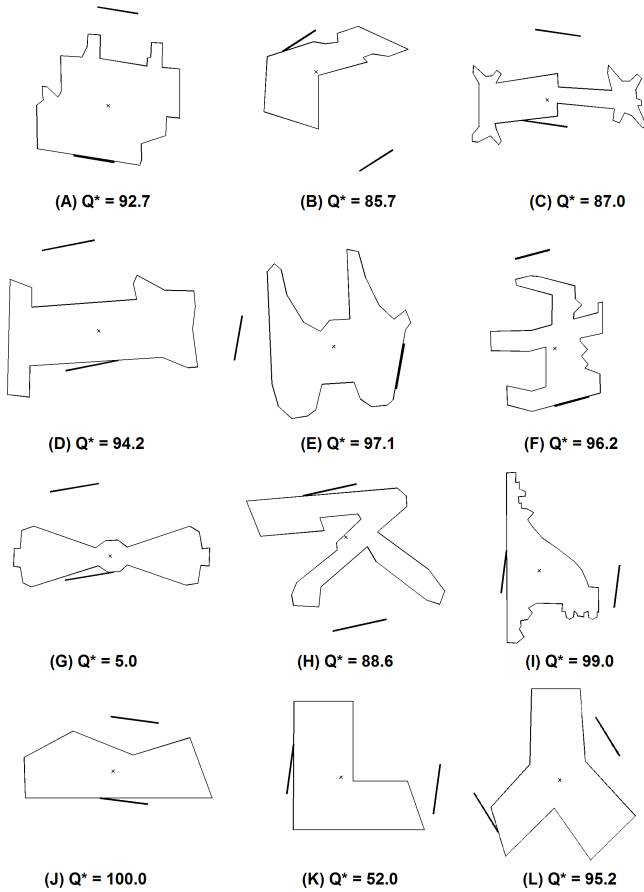 (A) Q* = 92.7 (B) Q* = 85.7 (C) Q* = 87.0
(D) Q* = 94.2 (E) Q* = 97.1 (F) Q* = 96.2
(G) Q* = 5.0 (H) Q* = 88.6 (I) Q* = 99.0
(J) Q* = 100.0 (K) Q* = 52.0 (L) Q* = 95.2